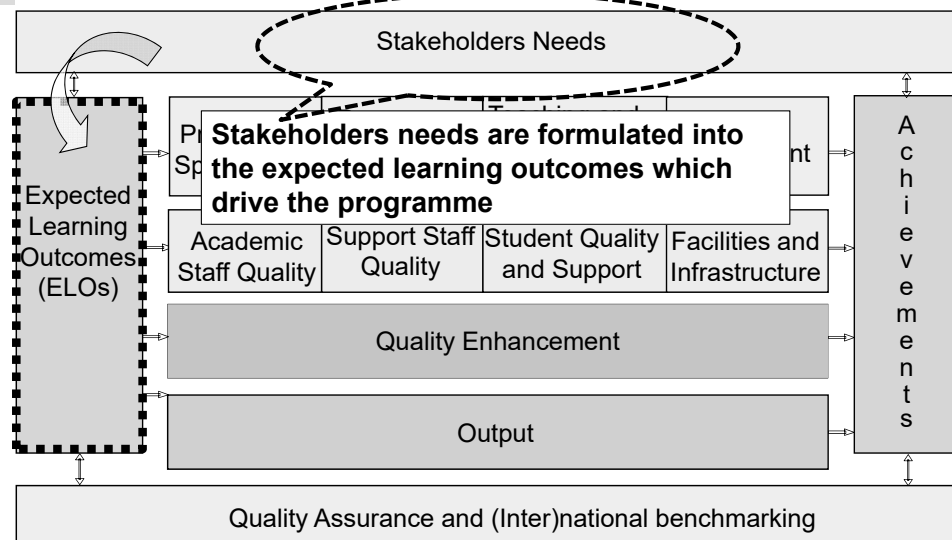 Stakeholders Needs
Stakeholders needs are formulated into
the expected learning outcomes which
drive the programme
Expected
Learning
Outcomes
(ELOs)
Academic
Staff Quality
Support Staff
Quality
Student Quality
and Support
Facilities and
Infrastructure
Quality Enhancement
Output
A
c
h
i
e
v
e
m
e
n
t
s
Quality Assurance and (Inter)national benchmarking